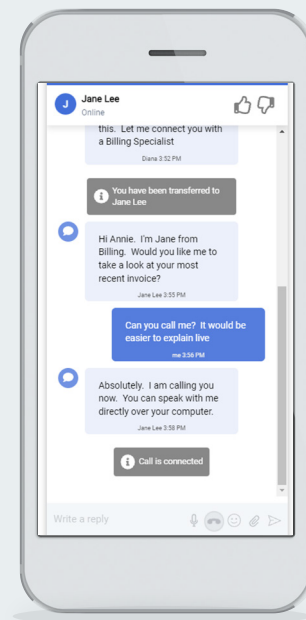 J
Jane Lee
Online
this. Let me connect you with
a Billing Specialist
Diana 3:52 PM
You have been transferred to
Jane Lee
Hi Annie. I'm Jane from
Billing. Would you like me to
take a look at your most
recent invoice?
Jane Lee 3:55 PM
Can you call me? It would be
easier to explain live
me 3:56 PM
Absolutely. I am calling you
now. You can speak with me
directly over your computer.
Jane Lee 3:58 PM
Call is connected
Write a reply